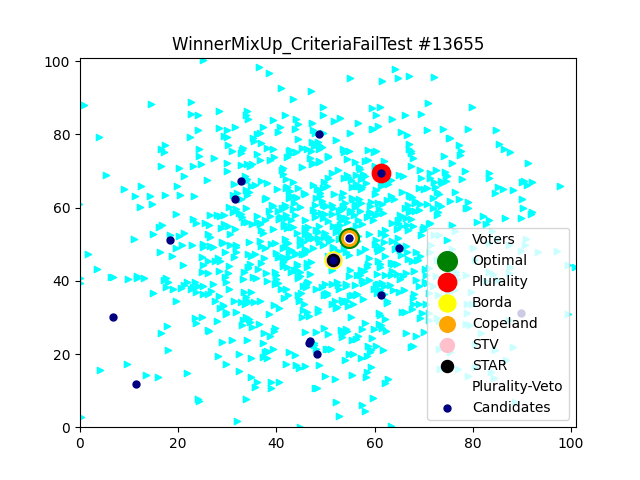 WinnerMixUp_CriteriaFailTest #13655
100
80
60
40
20
0
0
20
40
60
80
100
Voters
Optimal
Plurality
Borda
Copeland
STV
STAR
Plurality-Veto
Candidates